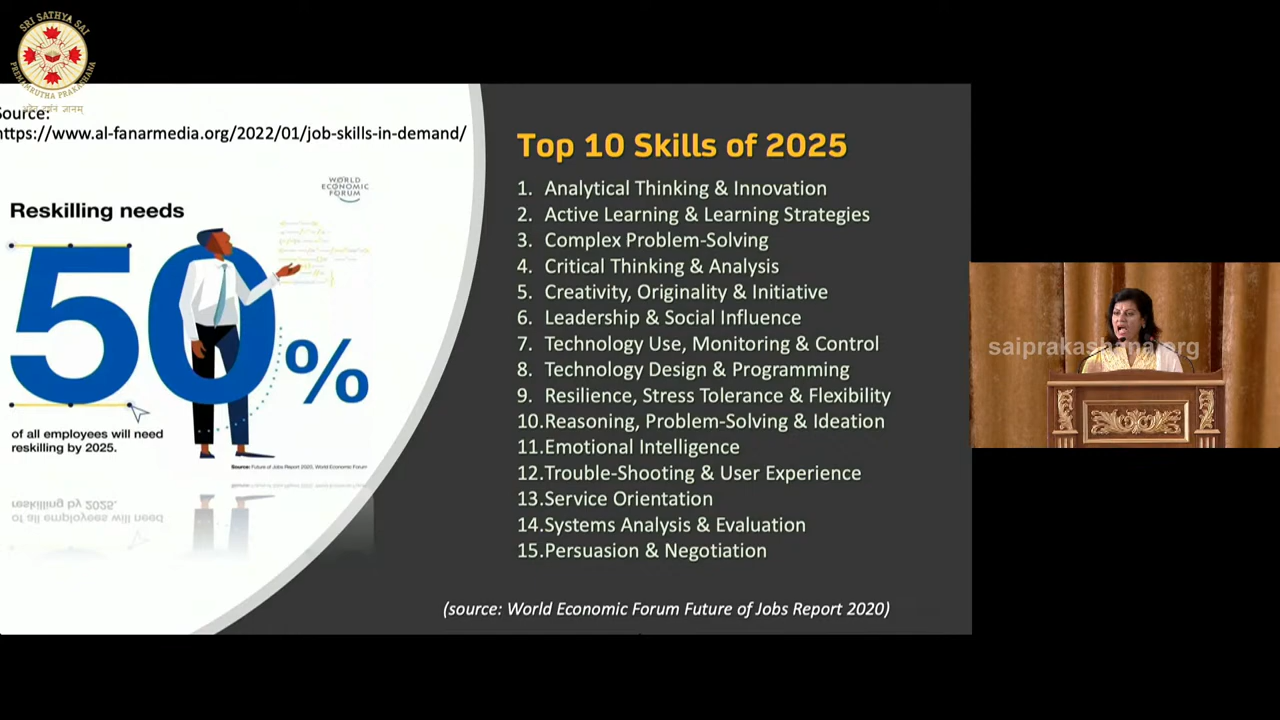 SRI SATHYA SAI
PREMAMRUTHA PRAKASHANA
Source:
https://www.al-fanarmedia.org/2022/01/job-skills-in-demand/
WORLD
ECONOMIC
FORUM
Reskilling needs
50%
of all employees will need
reskilling by 2025.
Source: Future of Jobs Report 2020, World Economic Forum
Top 10 Skills of 2025
1. Analytical Thinking & Innovation
2. Active Learning & Learning Strategies
3. Complex Problem-Solving
4. Critical Thinking & Analysis
5. Creativity, Originality & Initiative
6. Leadership & Social Influence
7. Technology Use, Monitoring & Control
8. Technology Design & Programming
9. Resilience, Stress Tolerance & Flexibility
10.Reasoning, Problem-Solving & Ideation
11.Emotional Intelligence
12.Trouble-Shooting & User Experience
13.Service Orientation
14.Systems Analysis & Evaluation
15.Persuasion & Negotiation
(source: World Economic Forum Future of Jobs Report 2020)
saiprakashana.org